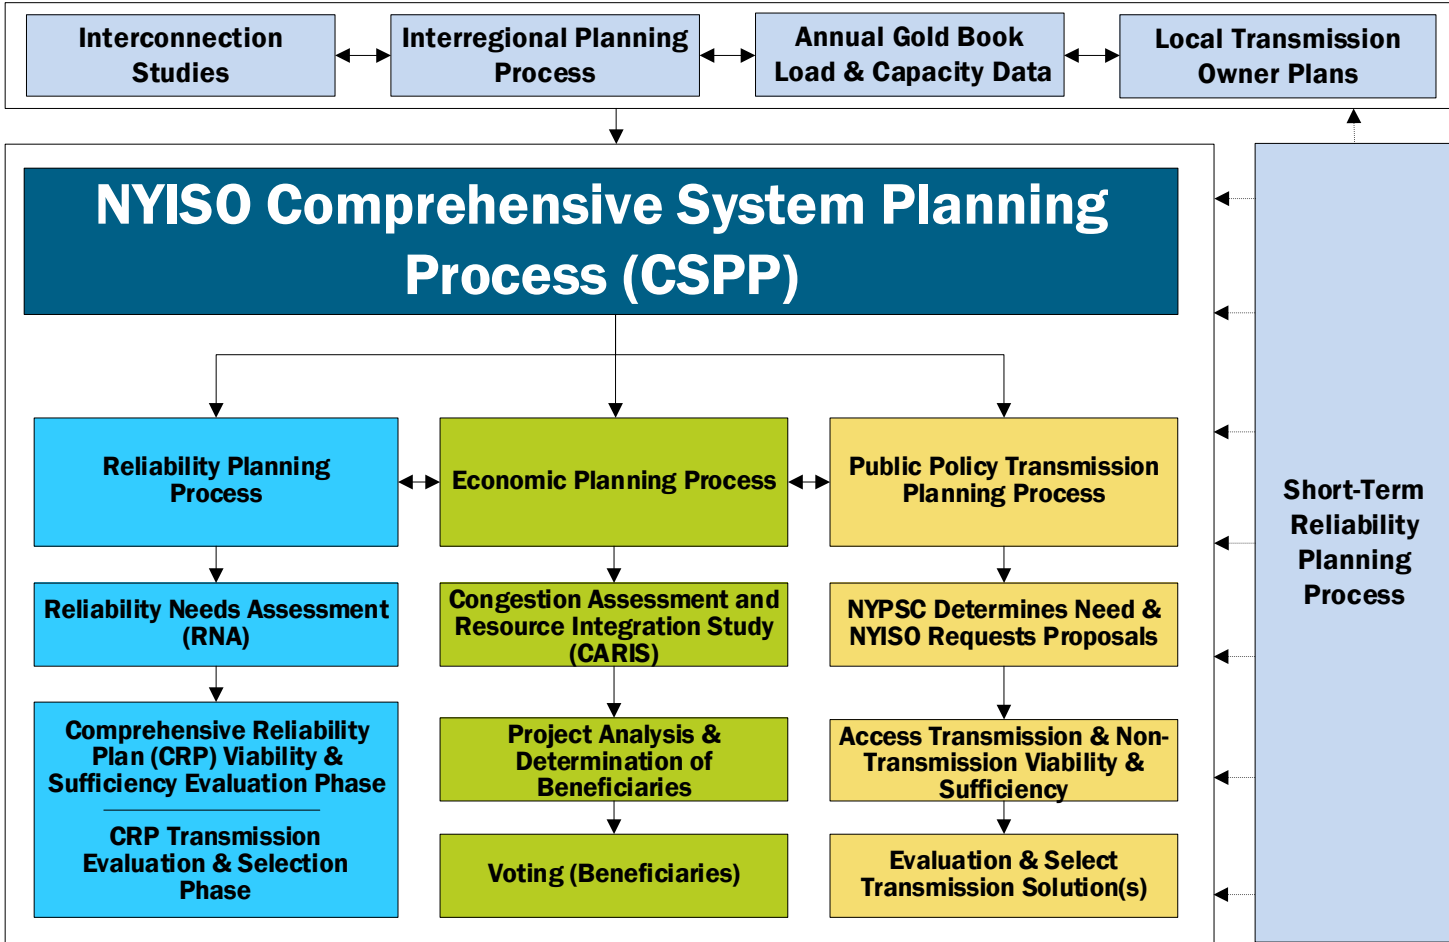 Interconnection
Studies
Interregional Planning
Process
Annual Gold Book
Load & Capacity Data
Local Transmission
Owner Plans
NYISO Comprehensive System Planning
Process (CSPP)
Reliability Planning
Process
Economic Planning Process
Public Policy Transmission
Planning Process
Reliability Needs Assessment
(RNA)
Congestion Assessment and
Resource Integration Study
(CARIS)
NYPSC Determines Need &
NYISO Requests Proposals
Comprehensive Reliability
Plan (CRP) Viability &
Sufficiency Evaluation Phase
CRP Transmission
Evaluation & Selection
Phase
Project Analysis &
Determination of
Beneficiaries
Access Transmission & Non-
Transmission Viability &
Sufficiency
Voting (Beneficiaries)
Evaluation & Select
Transmission Solution(s)
Short-Term
Reliability
Planning
Process